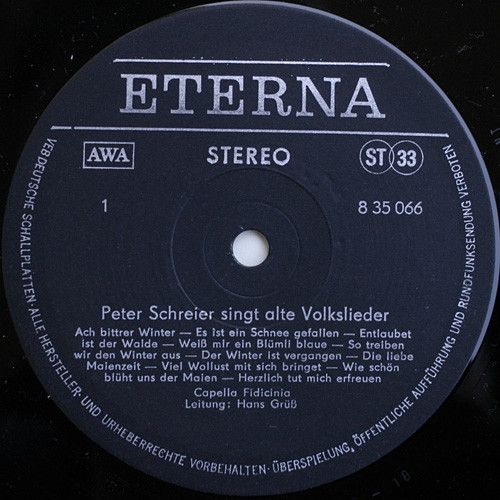 ETERNA
AWA
STEREO
ST 33
1
8 35 066
Peter Schreier singt alte Volkslieder
Ach bittrer Winter — Es ist ein Schnee gefallen — Entlaubet
ist der Walde — Weiß mir ein Blümli blaue — So treiben
wir den Winter aus — Der Winter ist vergangen — Die liebe
Maienzeit — Viel Wollust mit sich bringet — Wie schön
blüht uns der Maien — Herzlich tut mich erfreuen
Capella Fidicinia
Leitung: Hans Grüß
VEB DEUTSCHE SCHALLPLATTEN · ALLE HERSTELLER- UND URHEBERRECHTE VORBEHALTEN · ÜBERSPIELUNG, ÖFFENTLICHE AUFFÜHRUNG UND RUNDFUNKSENDUNG VERBOTEN
18